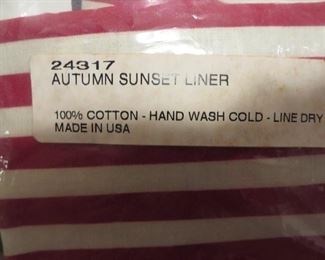 24317
AUTUMN SUNSET LINER
100% COTTON - HAND WASH COLD - LINE DRY
MADE IN USA